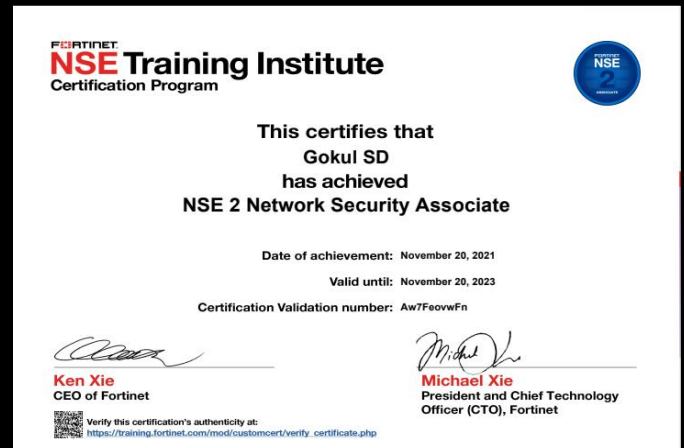 FORTINET
NSE Training Institute
Certification Program
FORTINET
NSE
2
ASSOCIATE
This certifies that
Gokul SD
has achieved
NSE 2 Network Security Associate
Date of achievement: November 20, 2021
Valid until: November 20, 2023
Certification Validation number: Aw7FeovwFn
Ken Xie
CEO of Fortinet
Michael Xie
President and Chief Technology
Officer (CTO), Fortinet
Verify this certification's authenticity at:
https://training.fortinet.com/mod/customcert/verify_certificate.php